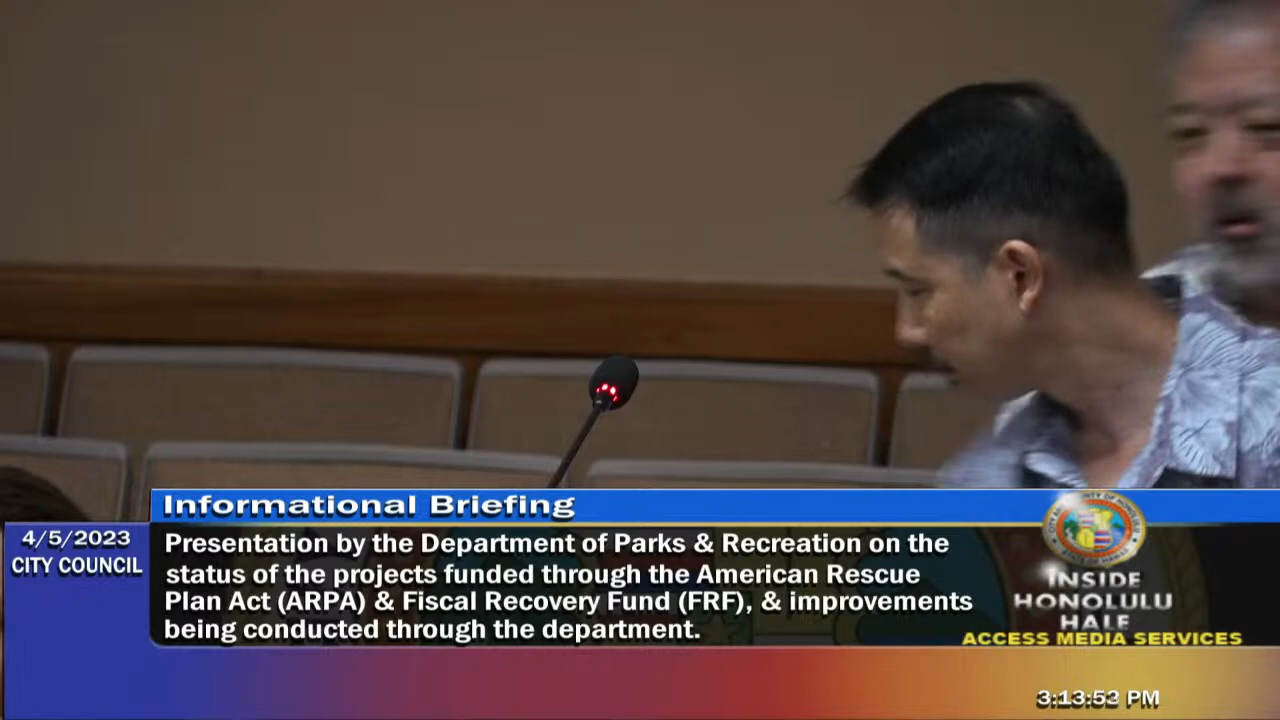 Informational Briefing
4/5/2023
CITY COUNCIL
Presentation by the Department of Parks & Recreation on the
status of the projects funded through the American Rescue
Plan Act (ARPA) & Fiscal Recovery Fund (FRF), & improvements
being conducted through the department.
INSIDE
HONOLULU
HALE
ACCESS MEDIA SERVICES
3:13:53 PM